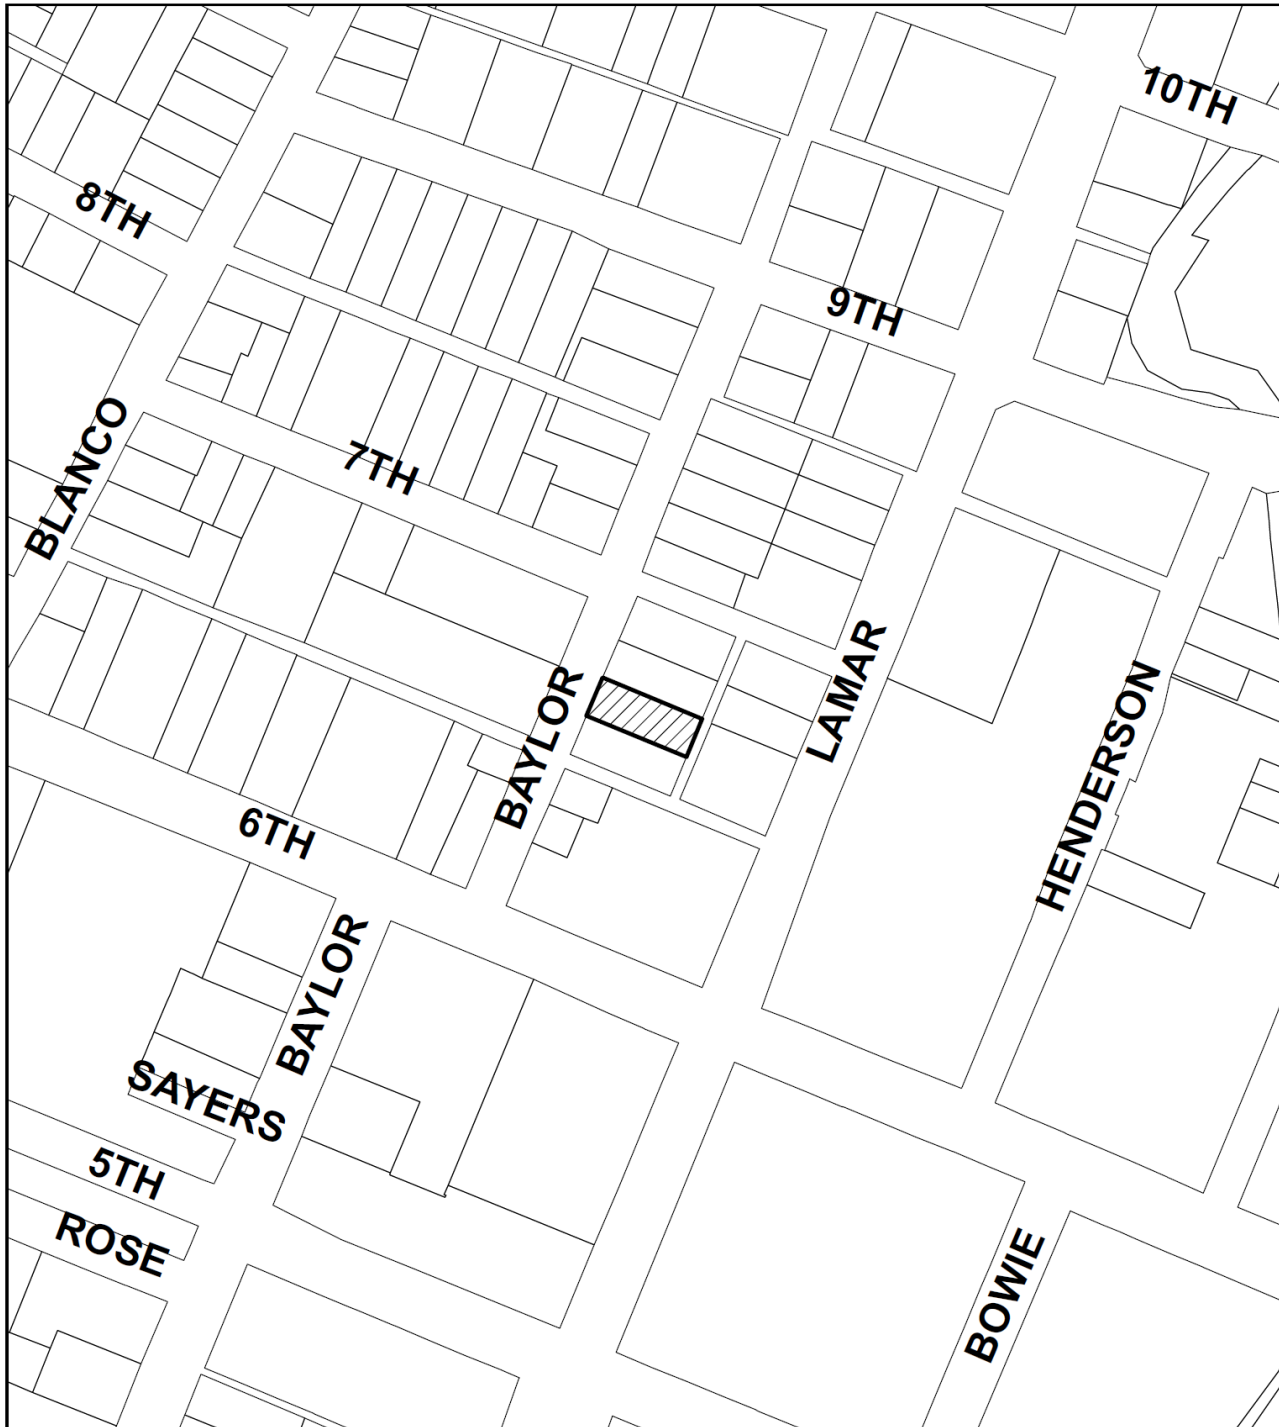 10TH
8TH
9TH
BLANCO
7TH
LAMAR
BAYLOR
HENDERSON
6TH
BAYLOR
SAYERS
5TH
ROSE
BOWIE